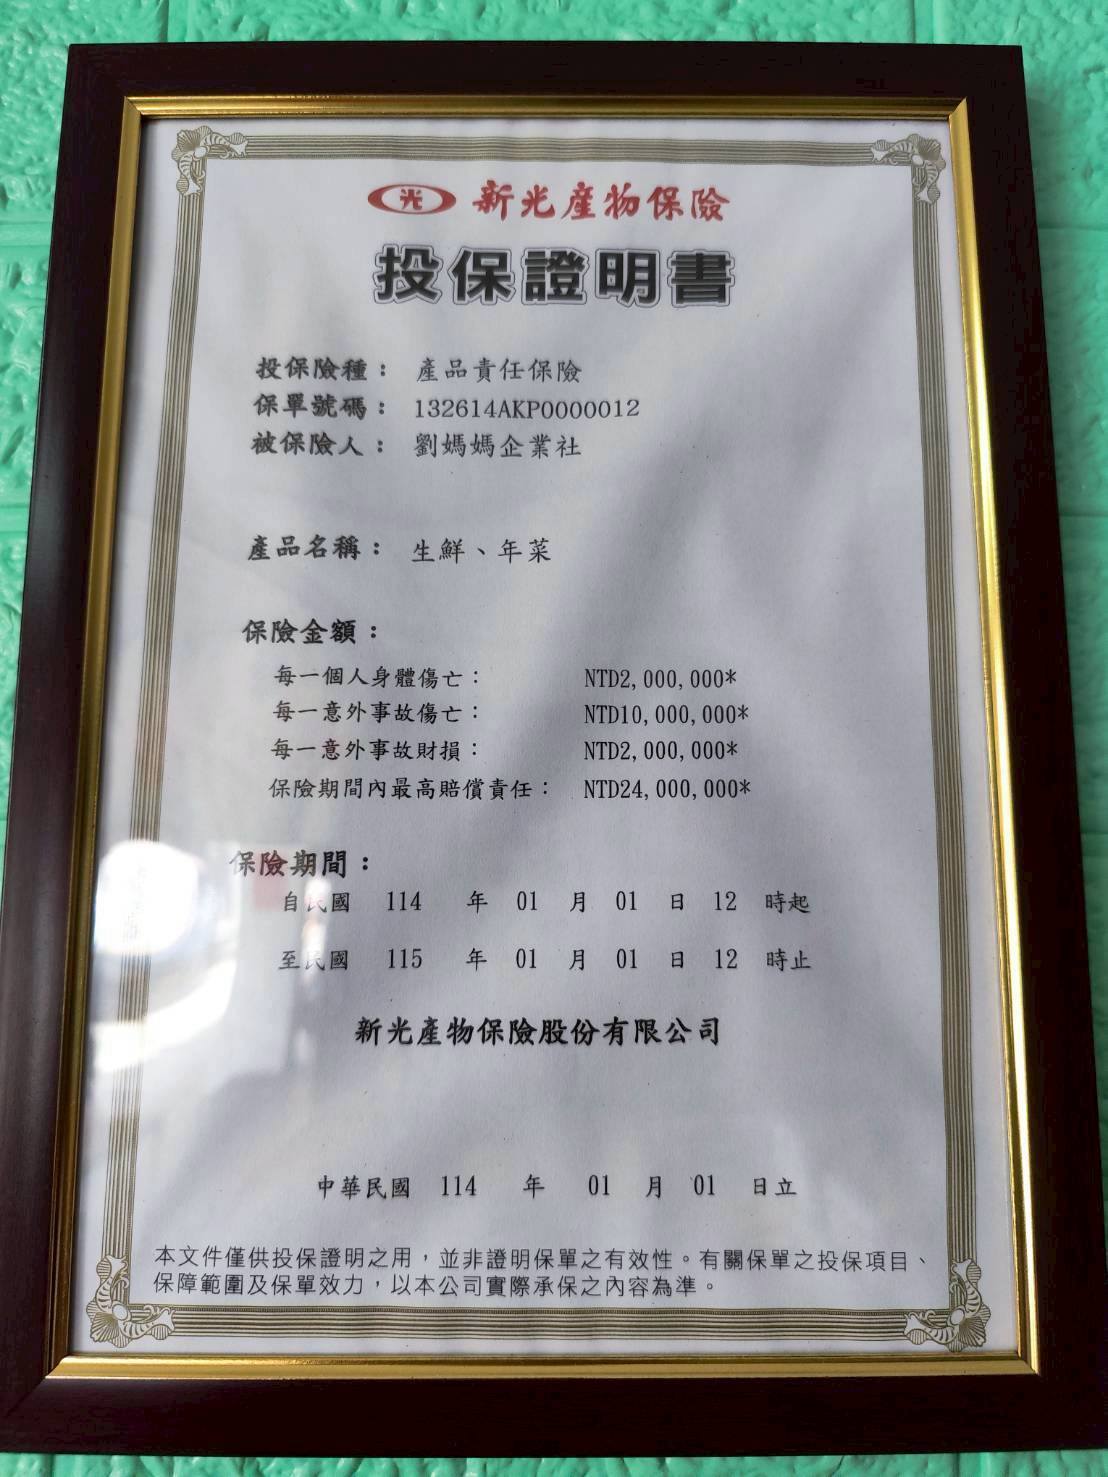 光 新光產物保險
投保證明書
投保險種： 產品責任保險
保單號碼： 132614AKP0000012
被保險人： 劉媽媽企業社
產品名稱： 生鮮、年菜
保險金額：
每一個人身體傷亡： NTD2,000,000*
每一意外事故傷亡： NTD10,000,000*
每一意外事故財損： NTD2,000,000*
保險期間內最高賠償責任： NTD24,000,000*
保險期間：
自民國 114 年 01 月 01 日 12 時起
至民國 115 年 01 月 01 日 12 時止
新光產物保險股份有限公司
中華民國 114 年 01 月 01 日立
本文件僅供投保證明之用，並非證明保單之有效性。有關保單之投保項目、
保障範圍及保單效力，以本公司實際承保之內容為準。